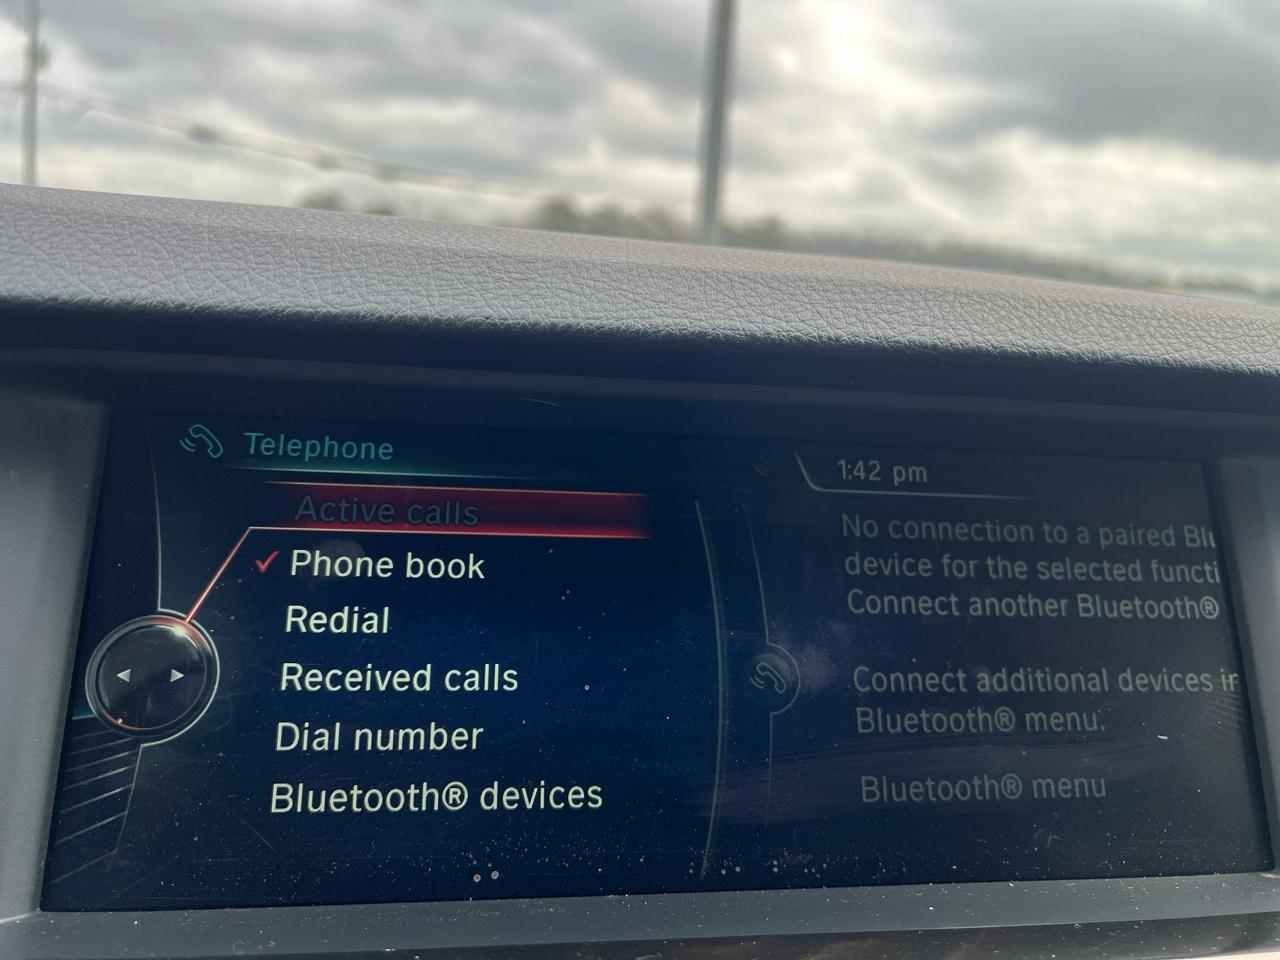 Telephone
Active calls
Phone book
Redial
Received calls
Dial number
Bluetooth® devices
1:42 pm
No connection to a paired
device for the selected
Connect another Bluetooth®
Connect additional devices
Bluetooth® menu.
Bluetooth® menu